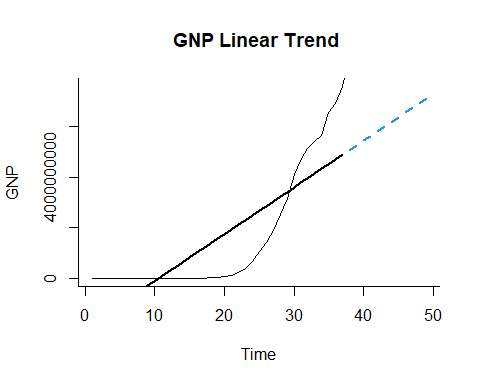 GNP Linear Trend
GNP
4000000000
0
0 10 20 30 40 50
Time